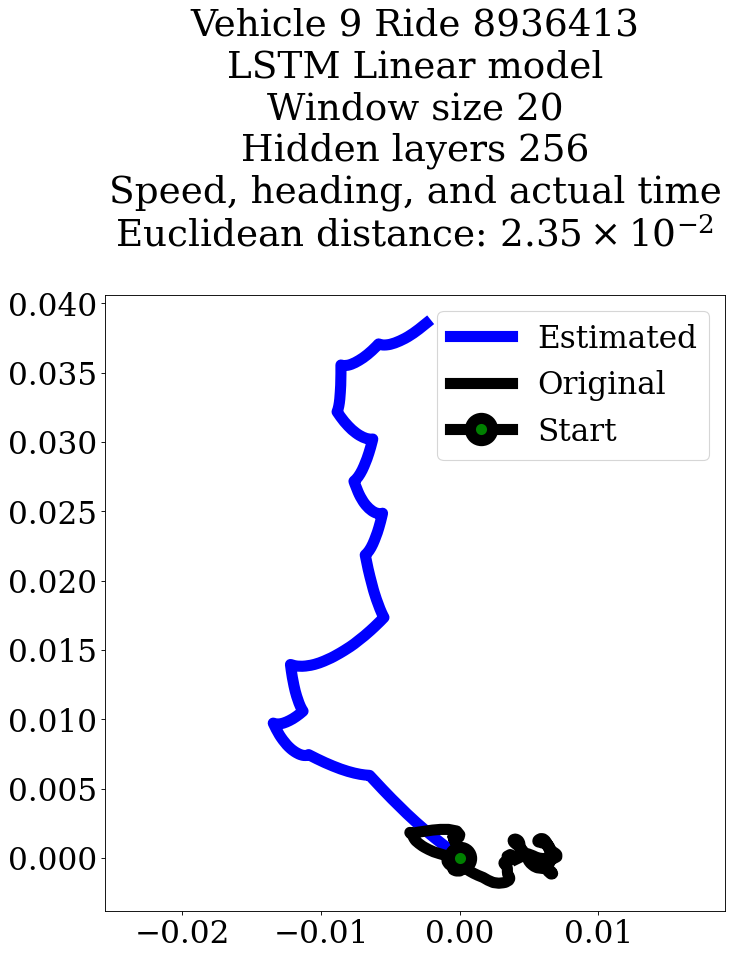 Vehicle 9 Ride 8936413
LSTM Linear model
Window size 20
Hidden layers 256
Speed, heading, and actual time
Euclidean distance: 2.35 × 10⁻²
0.040
0.035
0.030
0.025
0.020
0.015
0.010
0.005
0.000
Estimated
Original
Start
−0.02
−0.01
0.00
0.01